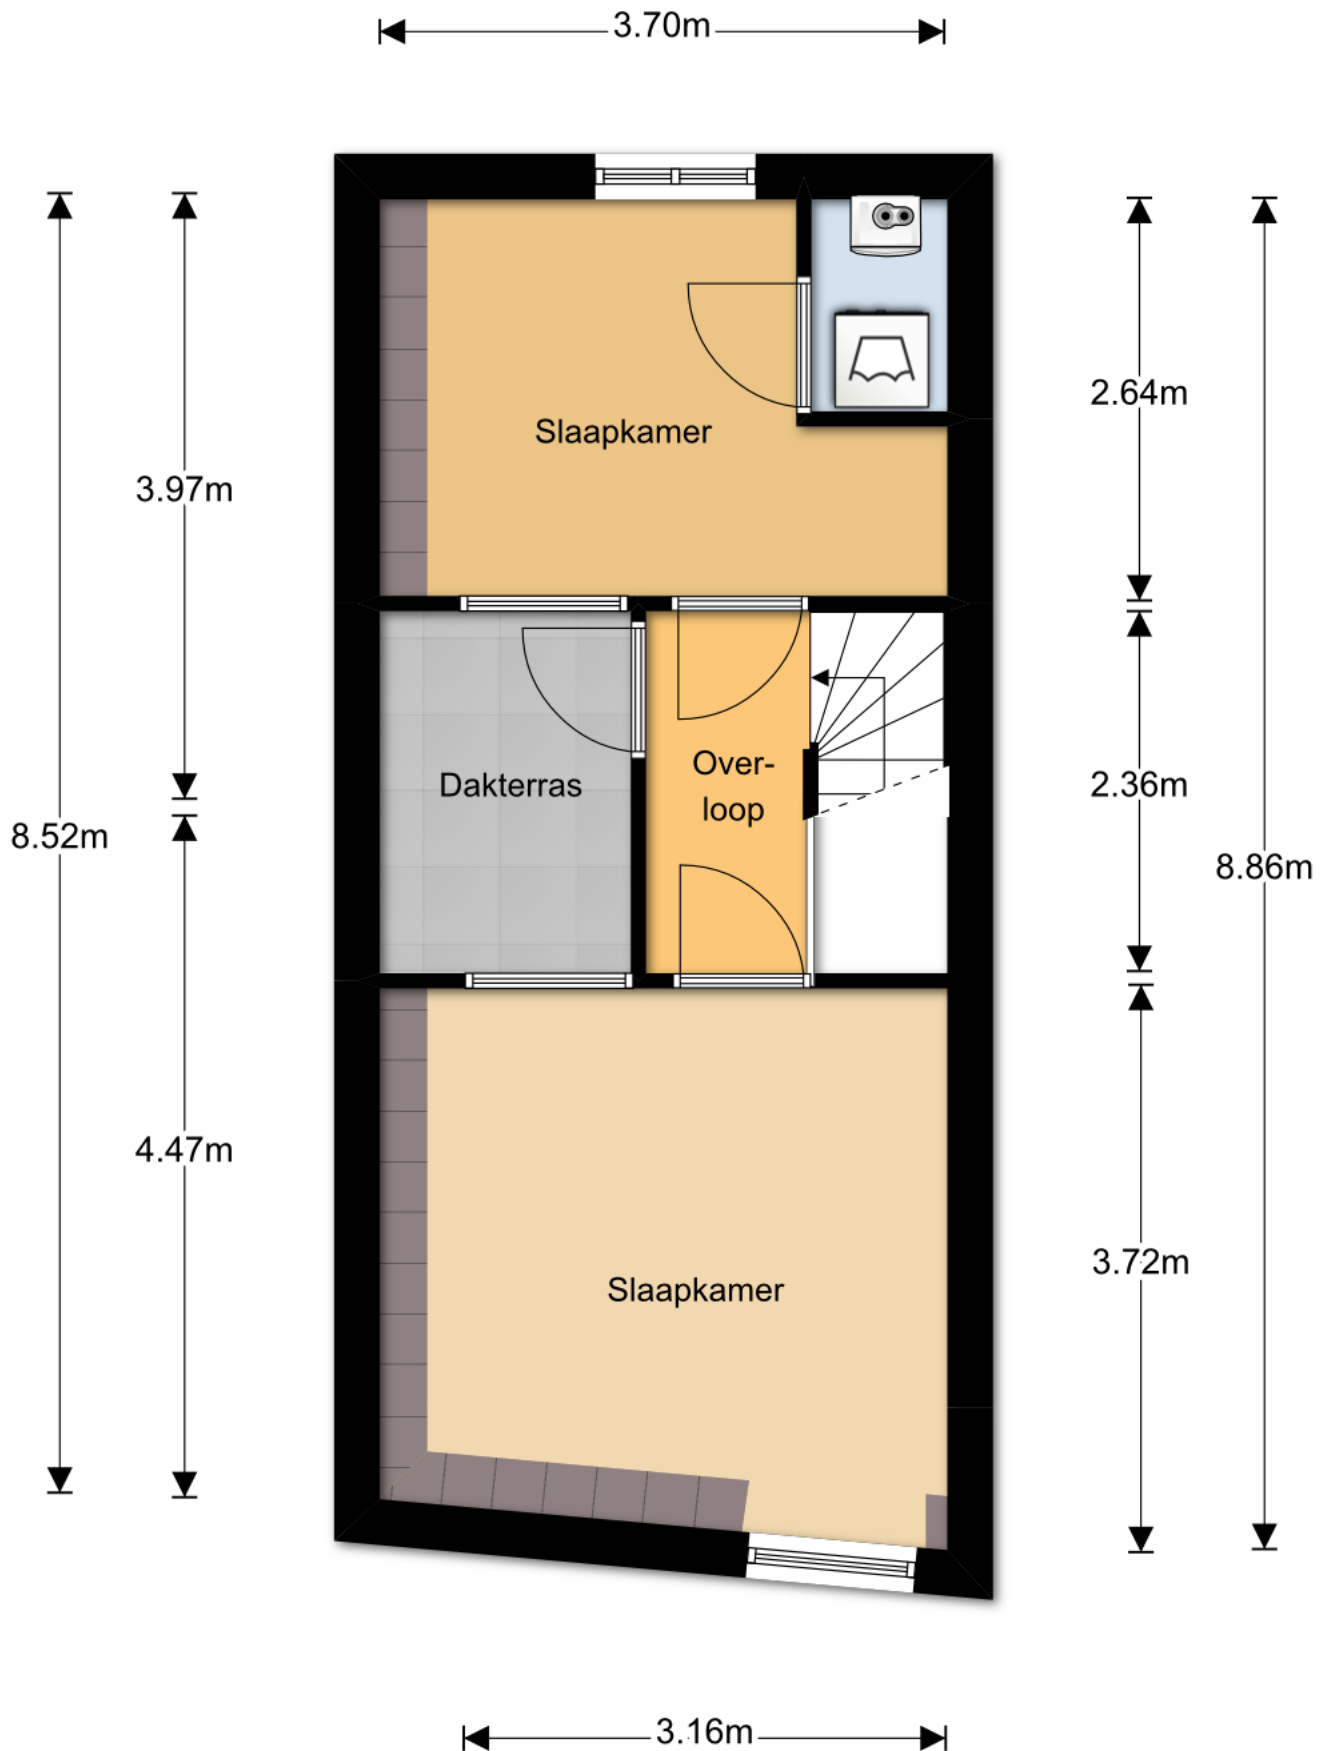 3.70m
Slaapkamer
2.64m
3.97m
Dakterras
Over-
loop
2.36m
8.52m
8.86m
4.47m
3.72m
Slaapkamer
3.16m